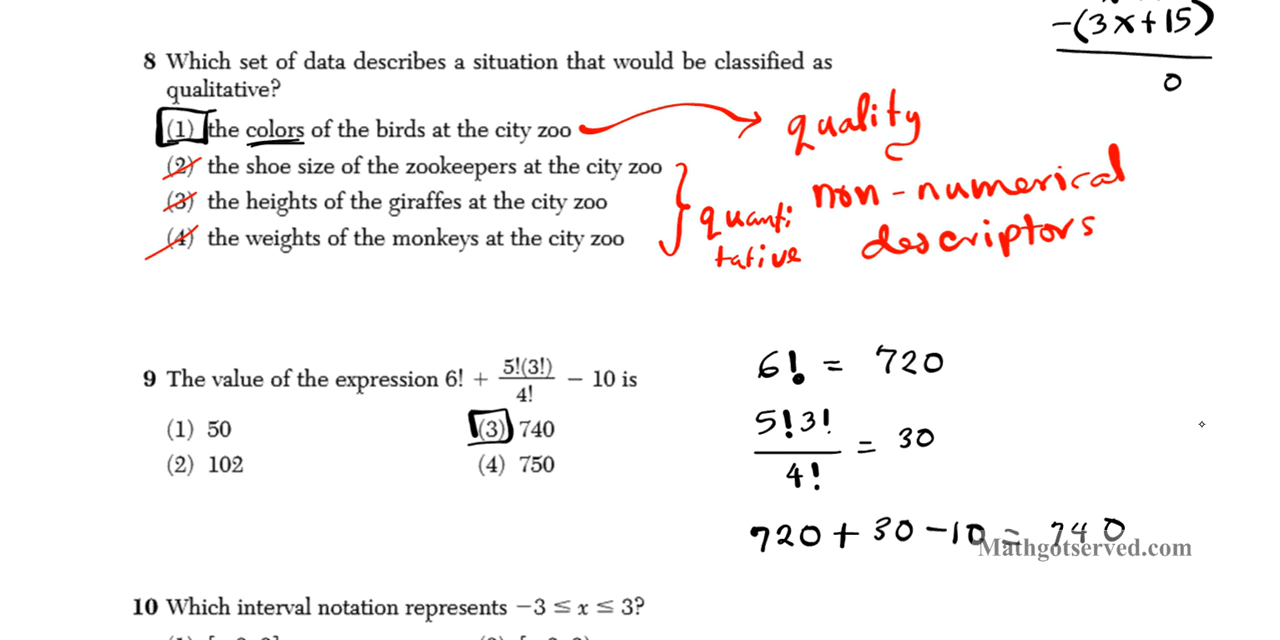 -(3x+15)
0
8 Which set of data describes a situation that would be classified as
qualitative?
(1) the colors of the birds at the city zoo
(2) the shoe size of the zookeepers at the city zoo
(3) the heights of the giraffes at the city zoo
(4) the weights of the monkeys at the city zoo
quality
non-numerical
descriptors
quanti
tative
9 The value of the expression 6! + 5!(3!)/4! − 10 is
(1) 50
(2) 102
(3) 740
(4) 750
6! = 720
5!3!/4! = 30
720 + 30 - 10 = 740
Mathgotserved.com
10 Which interval notation represents −3 ≤ x ≤ 3?